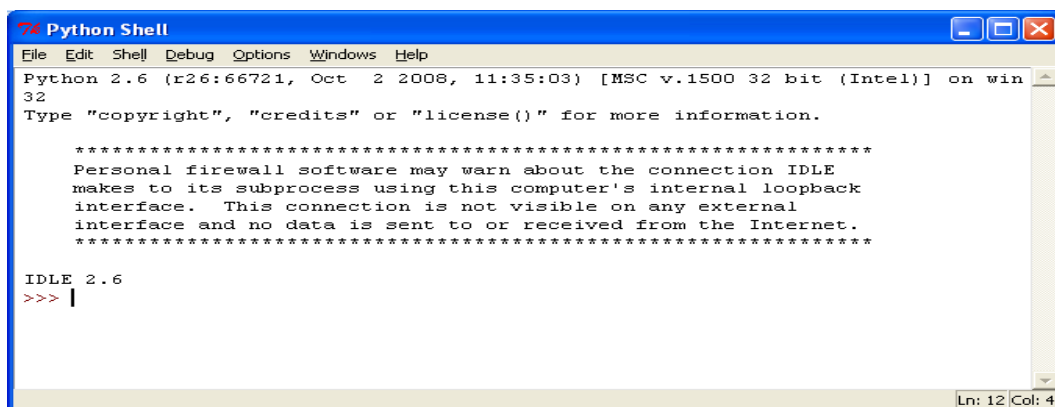 Python Shell
File Edit Shell Debug Options Windows Help
Python 2.6 (r26:66721, Oct  2 2008, 11:35:03) [MSC v.1500 32 bit (Intel)] on win
32
Type "copyright", "credits" or "license()" for more information.
****************************************************************
Personal firewall software may warn about the connection IDLE
makes to its subprocess using this computer's internal loopback
interface.  This connection is not visible on any external
interface and no data is sent to or received from the Internet.
****************************************************************
IDLE 2.6
>>>
Ln: 12 Col: 4